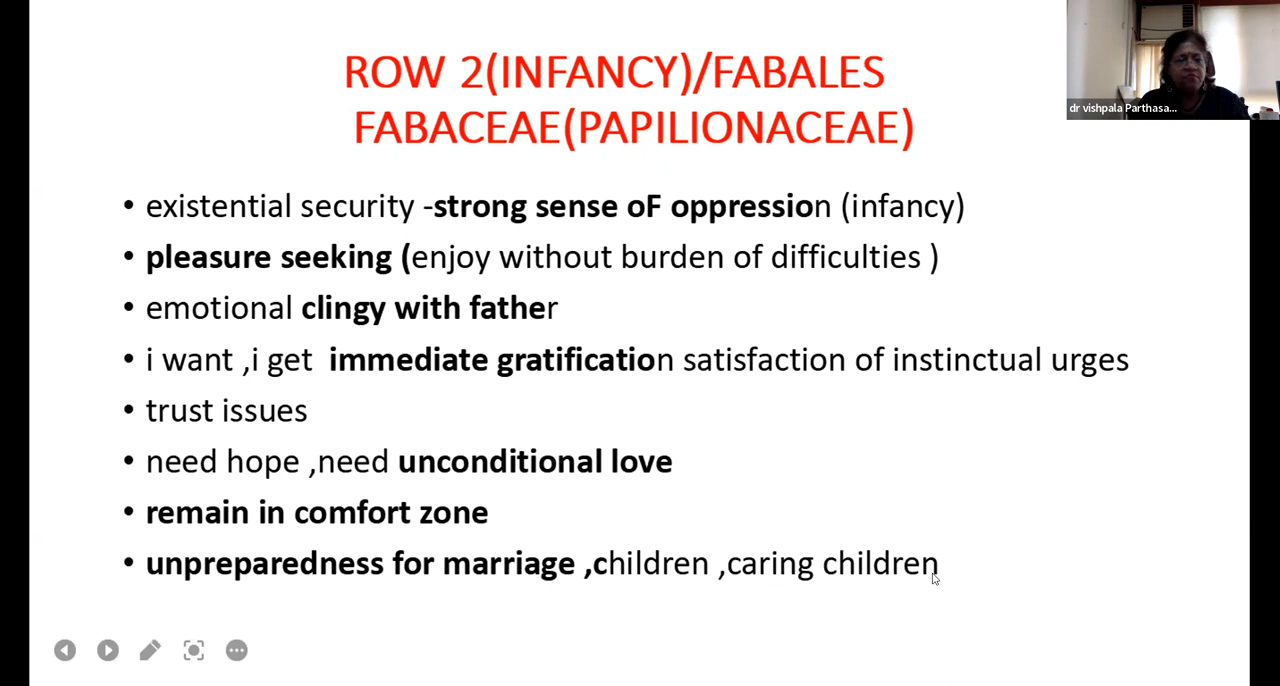 ROW 2(INFANCY)/FABALES
FABACEAE(PAPILIONACEAE)
dr vishpala Parthasa...
• existential security -strong sense oF oppression (infancy)
• pleasure seeking (enjoy without burden of difficulties )
• emotional clingy with father
• i want ,i get immediate gratification satisfaction of instinctual urges
• trust issues
• need hope ,need unconditional love
• remain in comfort zone
• unpreparedness for marriage ,children ,caring children